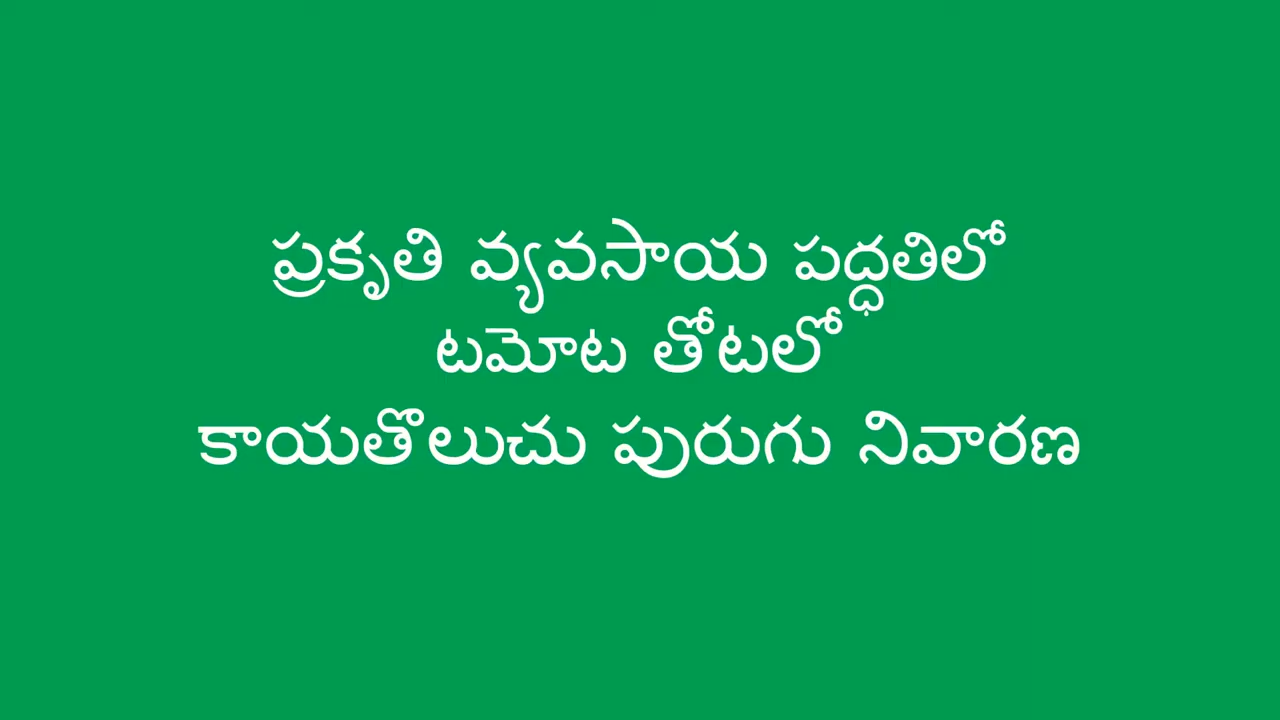 ప్రకృతి వ్యవసాయ పద్ధతిలో
టమోట తోటలో
కాయతొలుచు పురుగు నివారణ